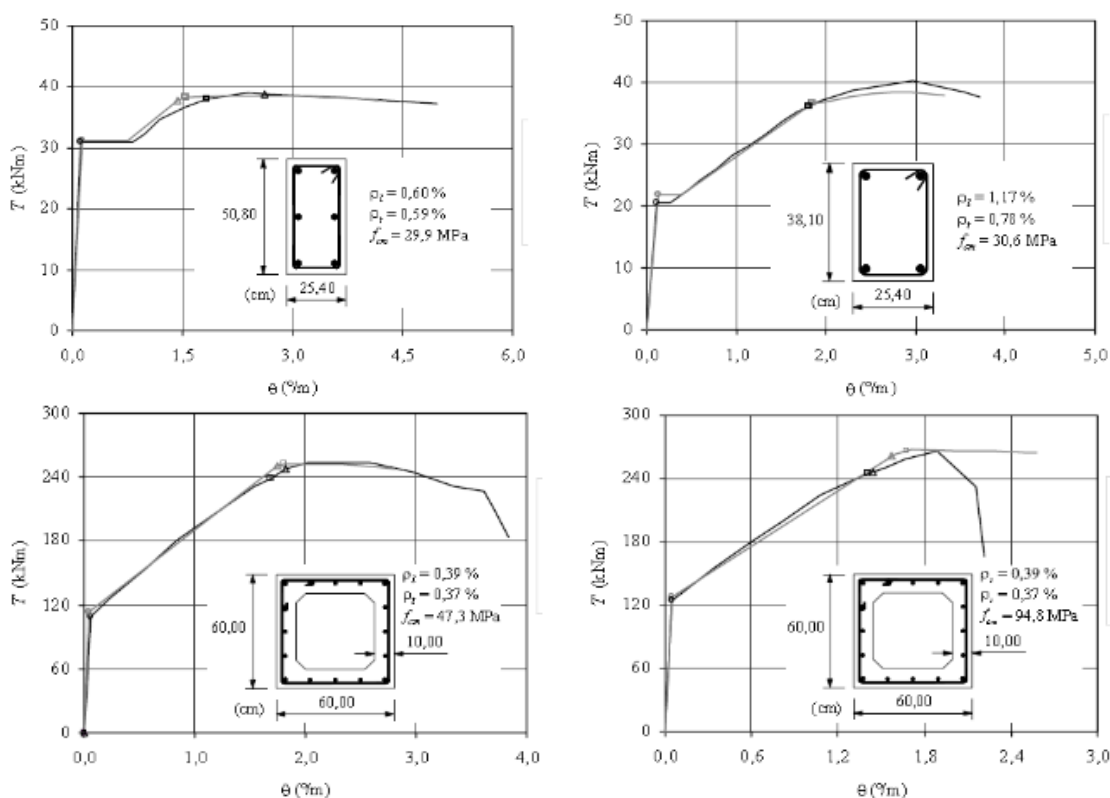 50
40
30
20
10
0
T (kNm)
0,0 1,5 3,0 4,5 6,0
θ (°/m)
50,80
25,40
(cm)
ρl = 0,60 %
ρt = 0,59 %
fcm = 29,9 MPa
50
40
30
20
10
0
T (kNm)
0,0 1,0 2,0 3,0 4,0 5,0
θ (°/m)
38,10
25,40
(cm)
ρl = 1,17 %
ρt = 0,78 %
fcm = 30,6 MPa
300
240
180
120
60
0
T (kNm)
0,0 1,0 2,0 3,0 4,0
θ (°/m)
60,00
10,00
60,00
(cm)
ρl = 0,39 %
ρt = 0,37 %
fcm = 47,3 MPa
300
240
180
120
60
0
T (kNm)
0,0 0,6 1,2 1,8 2,4 3,0
θ (°/m)
60,00
10,00
60,00
(cm)
= 0,39 %
= 0,37 %
= 94,8 MPa